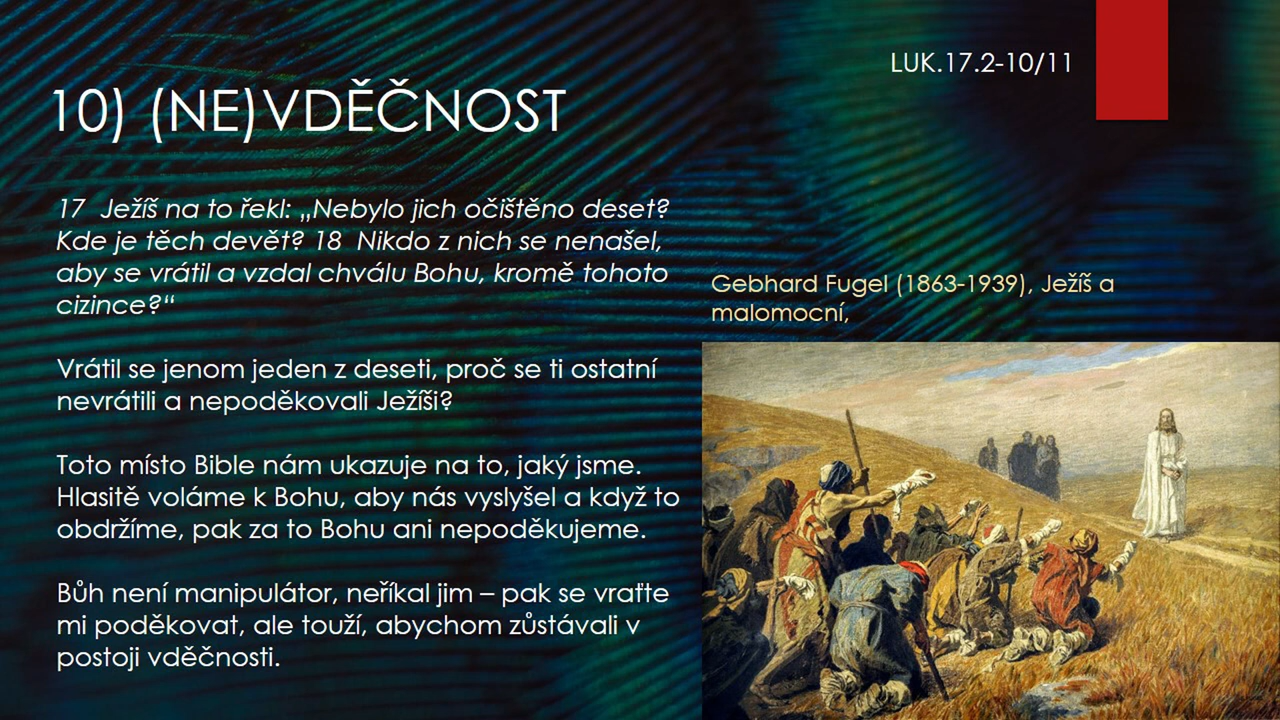 LUK.17.2-10/11
10) (NE)VDĚČNOST
17 Ježíš na to řekl: „Nebylo jich očištěno deset?
Kde je těch devět? 18 Nikdo z nich se nenašel,
aby se vrátil a vzdal chválu Bohu, kromě tohoto
cizince?“
Vrátil se jenom jeden z deseti, proč se ti ostatní
nevrátili a nepoděkovali Ježíši?
Toto místo Bible nám ukazuje na to, jaký jsme.
Hlasitě voláme k Bohu, aby nás vyslyšel a když to
obdržíme, pak za to Bohu ani nepoděkujeme.
Bůh není manipulátor, neříkal jim – pak se vraťte
mi poděkovat, ale touží, abychom zůstávali v
postoji vděčnosti.
Gebhard Fugel (1863-1939), Ježíš a
malomocní,